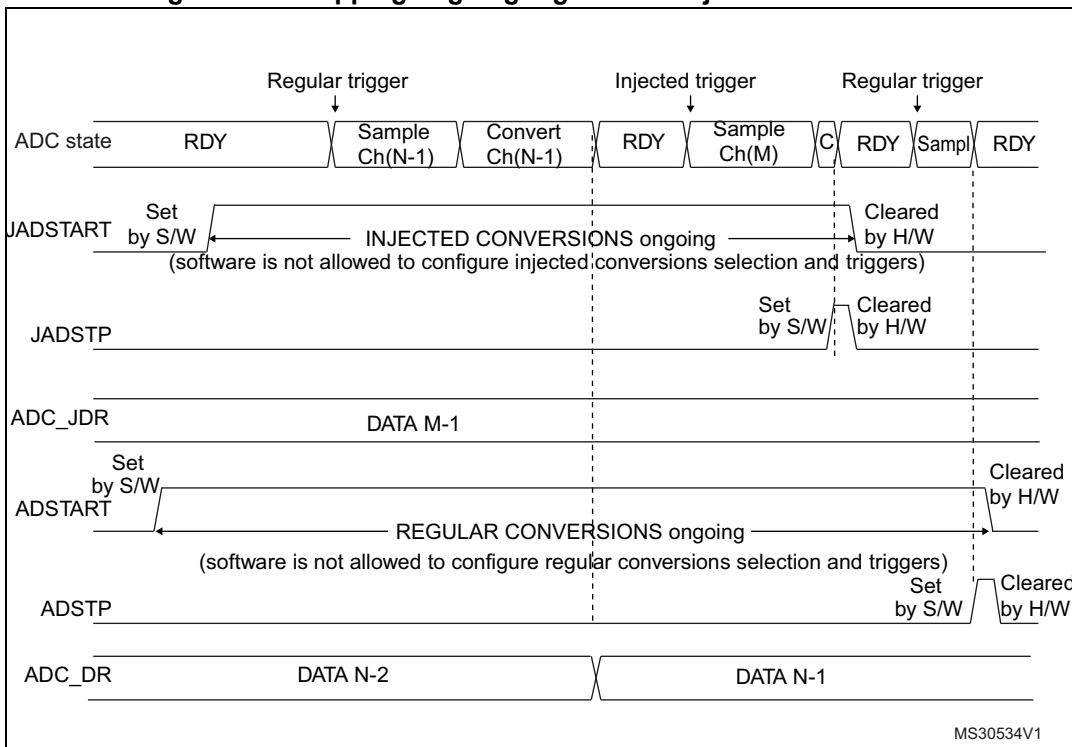 Regular trigger Injected trigger Regular trigger
ADC state RDY Sample Ch(N-1) Convert Ch(N-1) RDY Sample Ch(M) C RDY Sampl RDY
JADSTART Set by S/W INJECTED CONVERSIONS ongoing Cleared by H/W
(software is not allowed to configure injected conversions selection and triggers)
JADSTP Set by S/W Cleared by H/W
ADC_JDR DATA M-1
ADSTART Set by S/W REGULAR CONVERSIONS ongoing Cleared by H/W
(software is not allowed to configure regular conversions selection and triggers)
ADSTP Set by S/W Cleared by H/W
ADC_DR DATA N-2 DATA N-1
MS30534V1